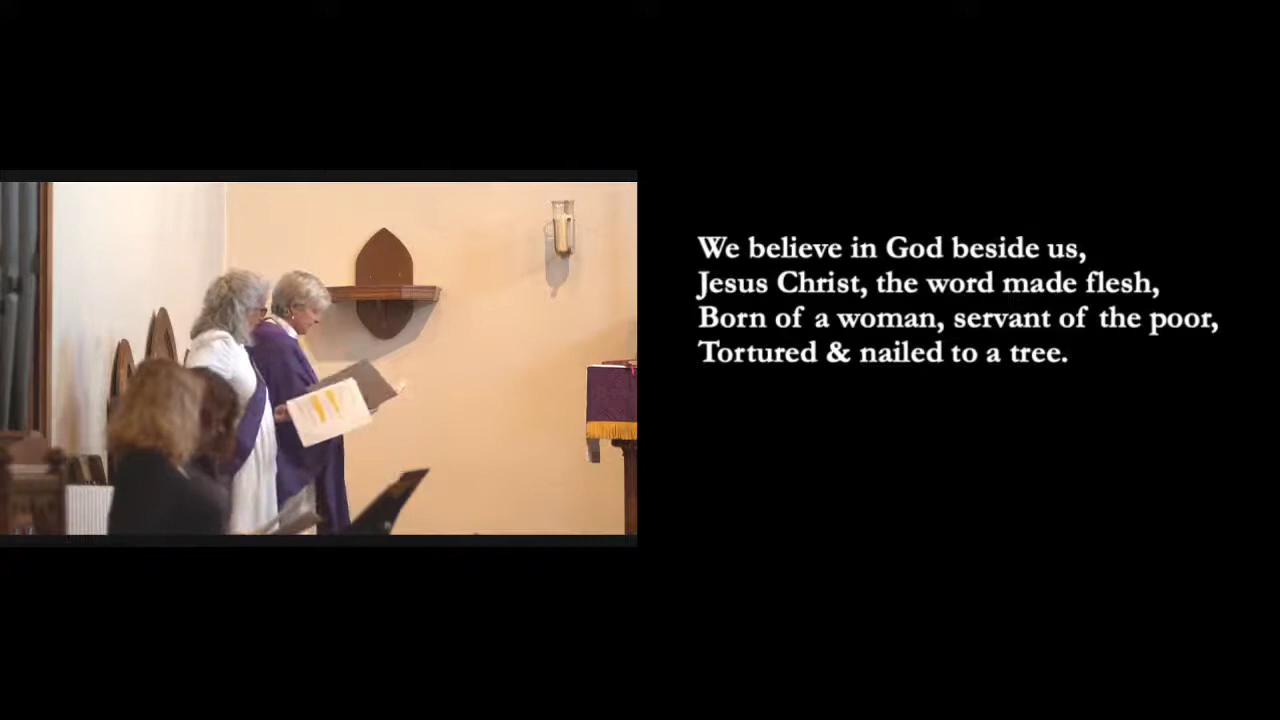 We believe in God beside us,
Jesus Christ, the word made flesh,
Born of a woman, servant of the poor,
Tortured & nailed to a tree.